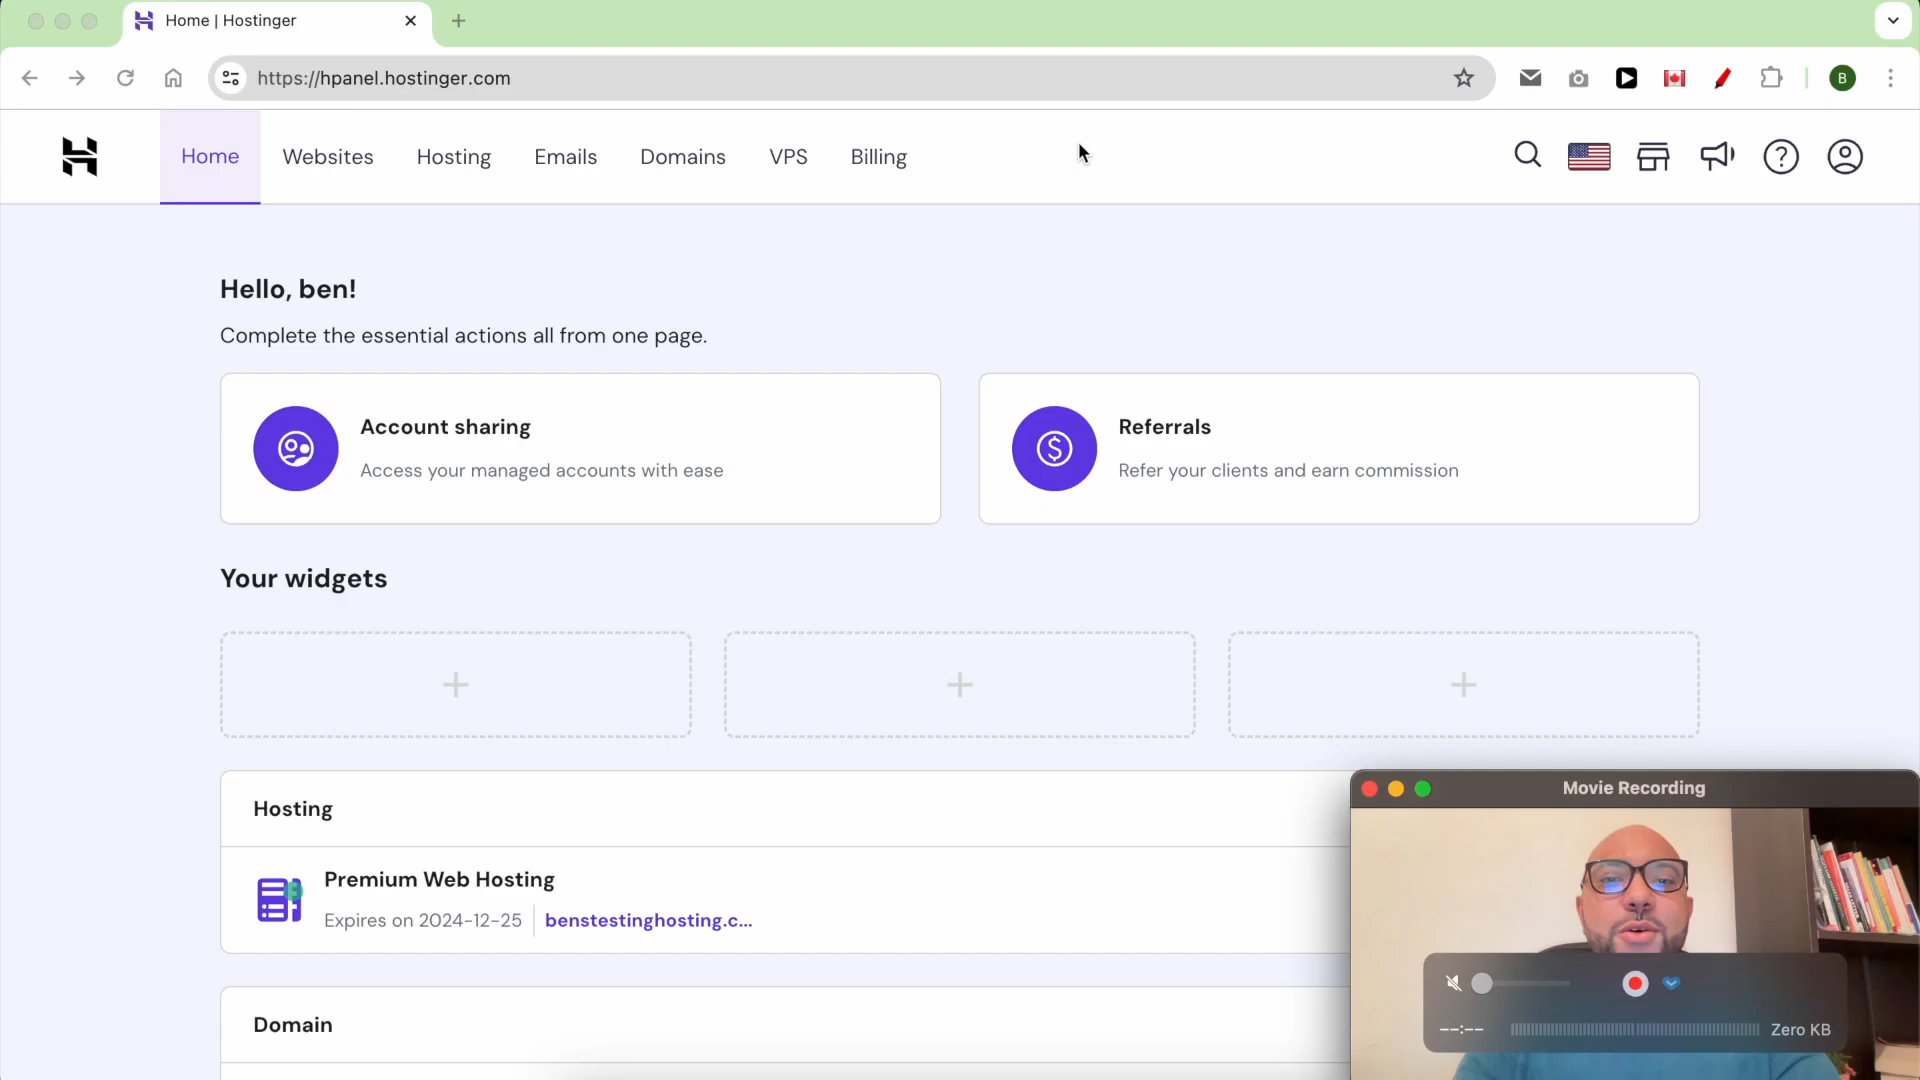 Home | Hostinger
https://hpanel.hostinger.com
B
Home Websites Hosting Emails Domains VPS Billing
Hello, ben!
Complete the essential actions all from one page.
Account sharing
Access your managed accounts with ease
Referrals
Refer your clients and earn commission
Your widgets
Hosting
Premium Web Hosting
Expires on 2024-12-25
benstestinghosting.c...
Domain
Movie Recording
--:--
Zero KB